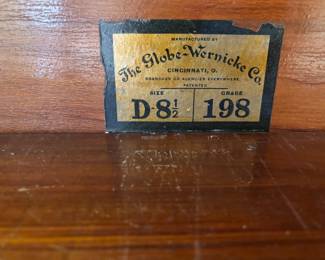 MANUFACTURED BY
The Globe-Wernicke Co.
CINCINNATI, O.
BRANCHES OR AGENCIES EVERYWHERE.
PATENTED
SIZE GRADE
D-8½ 198